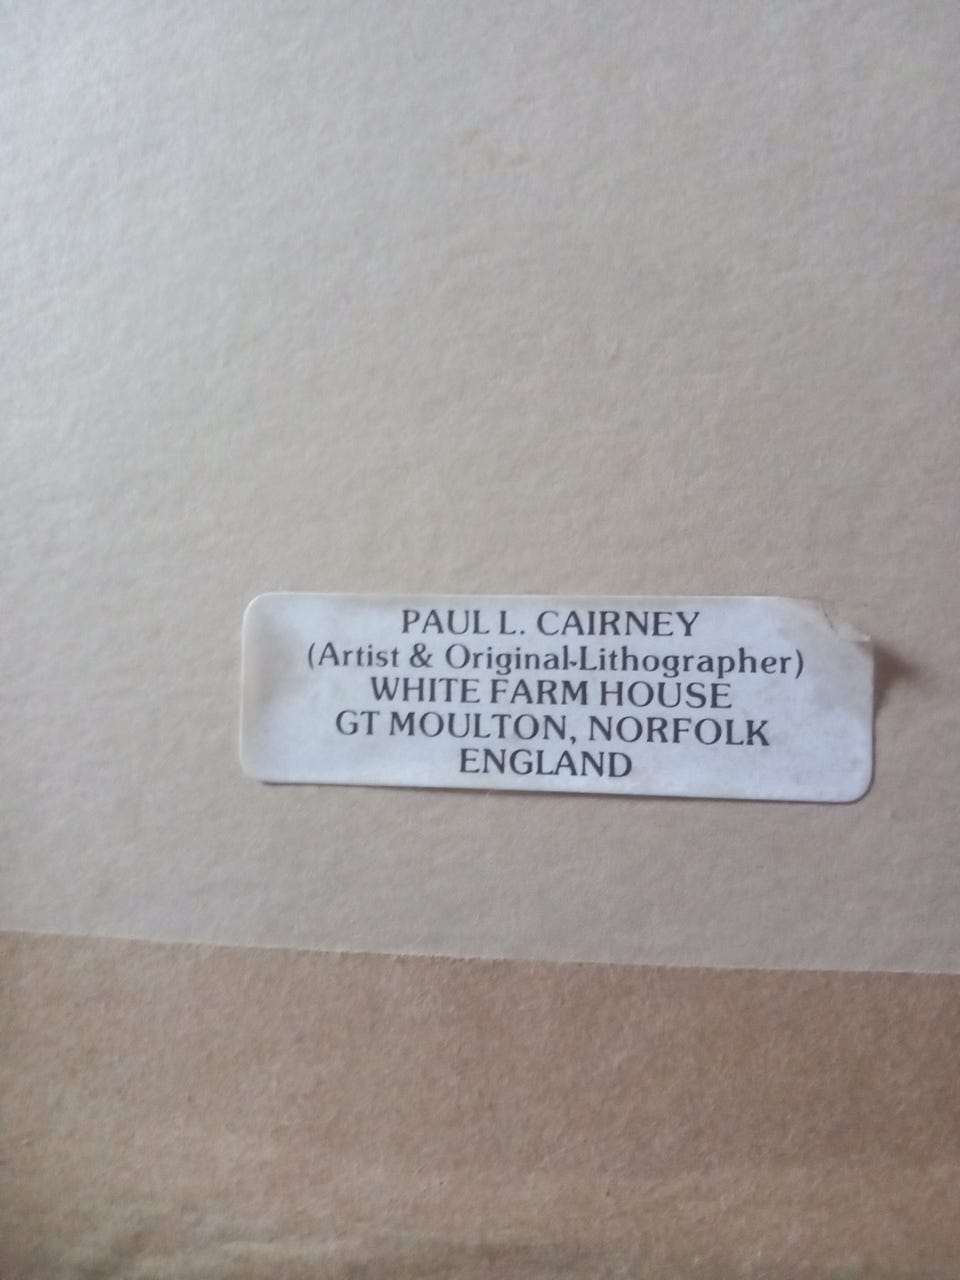 PAUL L. CAIRNEY
(Artist & Original-Lithographer)
WHITE FARM HOUSE
GT MOULTON, NORFOLK
ENGLAND